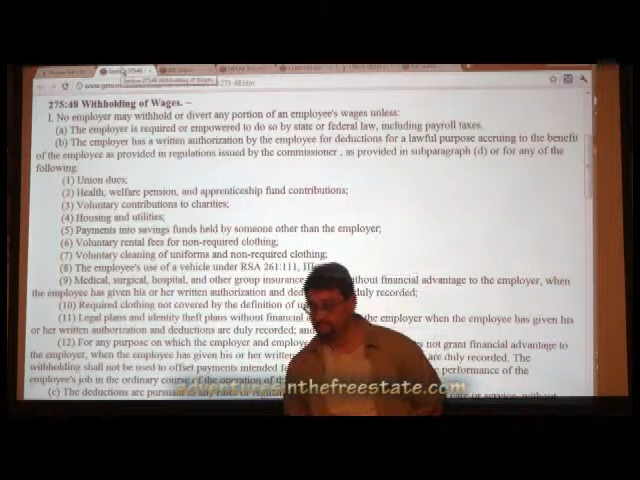 275:48 Withholding of Wages. –
I. No employer may withhold or divert any portion of an employee's wages unless:
(a) The employer is required or empowered to do so by state or federal law, including payroll taxes.
(b) The employer has a written authorization by the employee for deductions for a lawful purpose accruing to the benefit
of the employee as provided in regulations issued by the commissioner , as provided in subparagraph (d) or for any of the
following:
(1) Union dues;
(2) Health, welfare pension, and apprenticeship fund contributions;
(3) Voluntary contributions to charities;
(4) Housing and utilities;
(5) Payments into savings funds held by someone other than the employer;
(6) Voluntary rental fees for non-required clothing;
(7) Voluntary cleaning of uniforms and non-required clothing;
(8) The employee's use of a vehicle under RSA 261:111, III
(9) Medical, surgical, hospital, and other group insurance without financial advantage to the employer, when
the employee has given his or her written authorization and duly recorded;
(10) Required clothing not covered by the definition of
(11) Legal plans and identity theft plans without financial the employer when the employee has given his
or her written authorization and deductions are duly recorded; and
(12) For any purpose on which the employer and employee not grant financial advantage to
the employer, when the employee has given his or her written are duly recorded. The
withholding shall not be used to offset payments intended performance of the
employee's job in the ordinary course of the operation of
adventuresinthefreestate.com
(c) The deductions are pursuant care or service, without